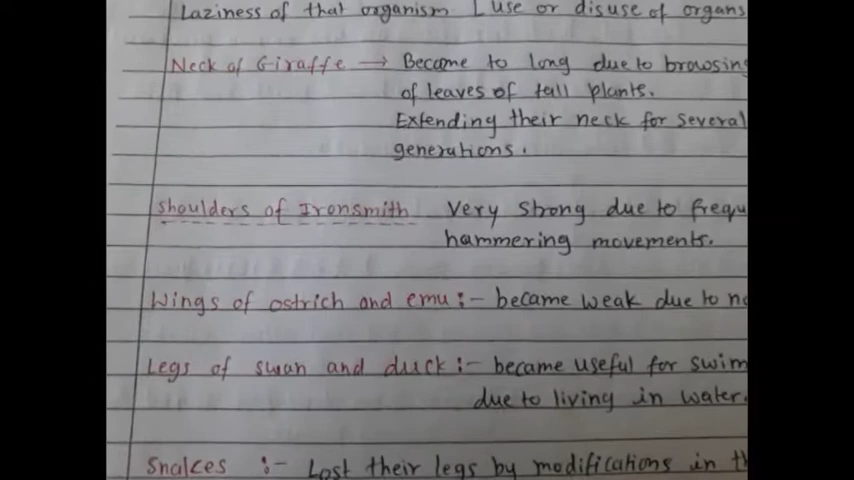 Laziness of that organism [ use or disuse of organs
Neck of Giraffe → Became to long due to browsing
of leaves of tall plants.
Extending their neck for several
generations.
Shoulders of Ironsmith Very strong due to frequ
hammering movements.
Wings of ostrich and emu :- became weak due to no
Legs of swan and duck :- became useful for swim
due to living in water.
Snakes :- Lost their legs by modifications in th